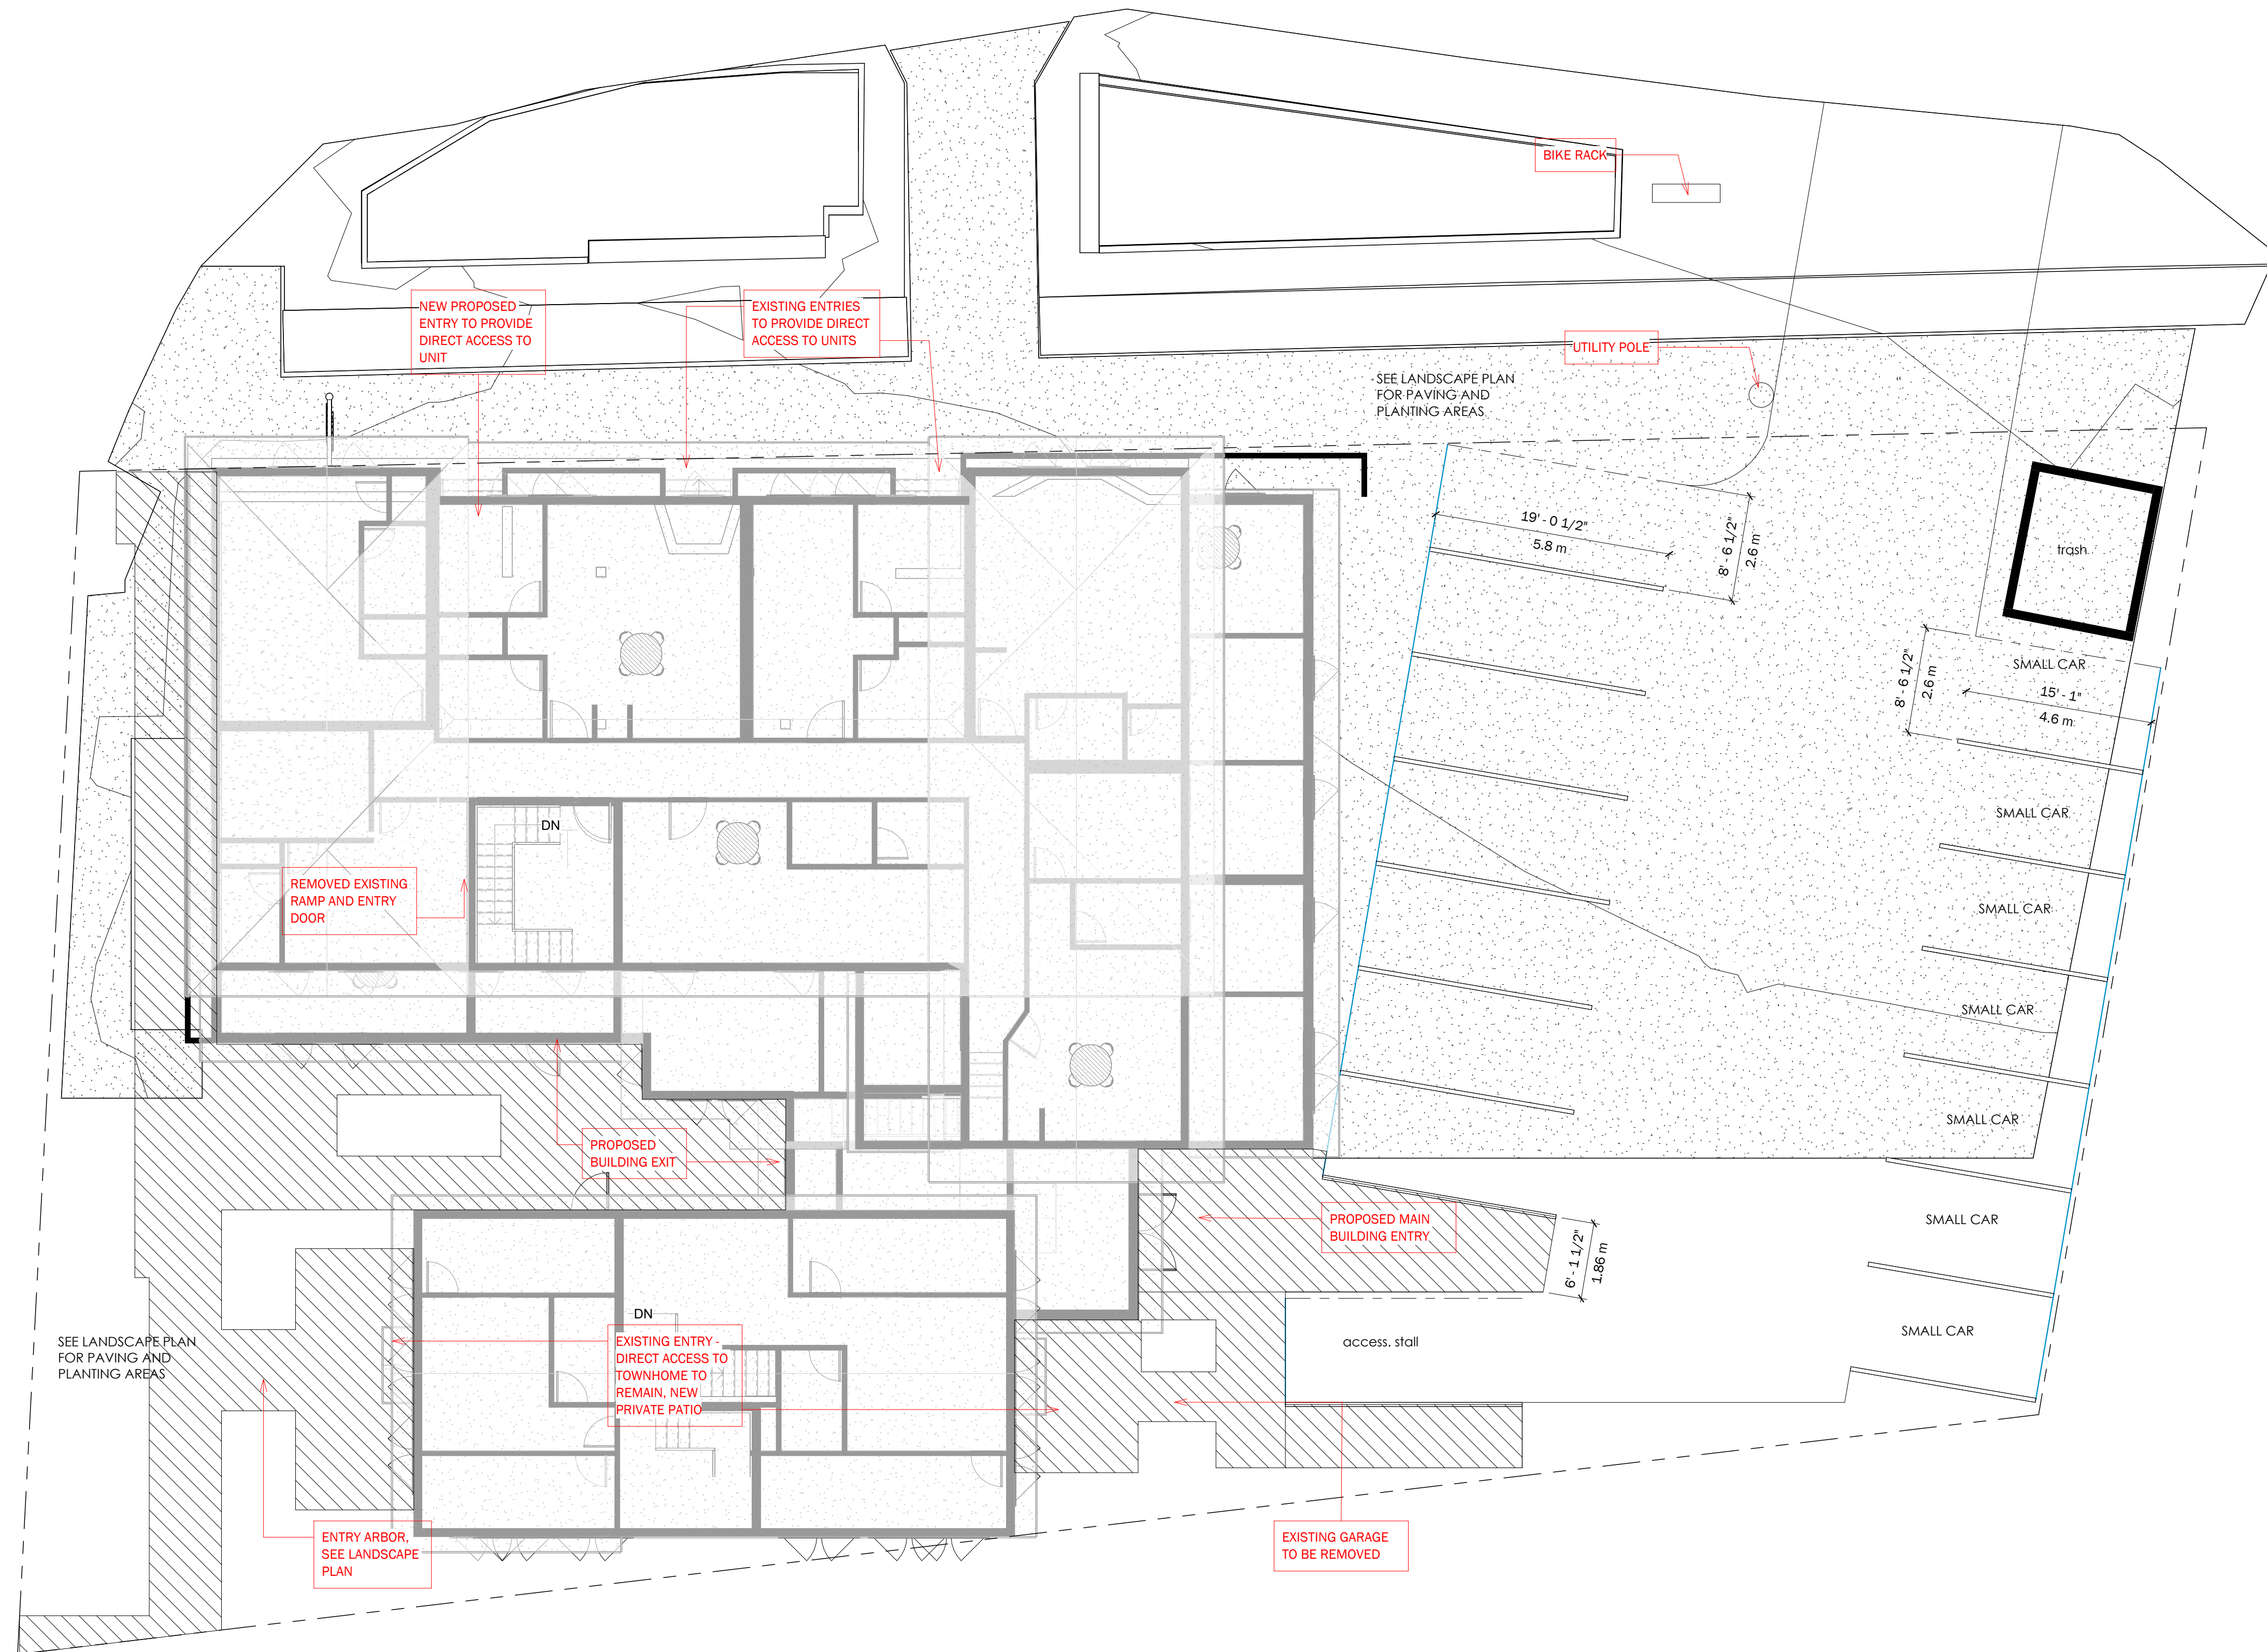 BIKE RACK
NEW PROPOSED
ENTRY TO PROVIDE
DIRECT ACCESS TO
UNIT
EXISTING ENTRIES
TO PROVIDE DIRECT
ACCESS TO UNITS
UTILITY POLE
SEE LANDSCAPE PLAN
FOR PAVING AND
PLANTING AREAS
19' - 0 1/2"
5.8 m
8' - 6 1/2"
2.6 m
trash
SMALL CAR
8' - 6 1/2"
2.6 m
15' - 1"
4.6 m
SMALL CAR
DN
REMOVED EXISTING
RAMP AND ENTRY
DOOR
SMALL CAR
SMALL CAR
SMALL CAR
PROPOSED
BUILDING EXIT
PROPOSED MAIN
BUILDING ENTRY
SMALL CAR
6' - 1 1/2"
1.86 m
DN
SMALL CAR
access. stall
SEE LANDSCAPE PLAN
FOR PAVING AND
PLANTING AREAS
EXISTING ENTRY -
DIRECT ACCESS TO
TOWNHOME TO
REMAIN, NEW
PRIVATE PATIO
ENTRY ARBOR,
SEE LANDSCAPE
PLAN
EXISTING GARAGE
TO BE REMOVED